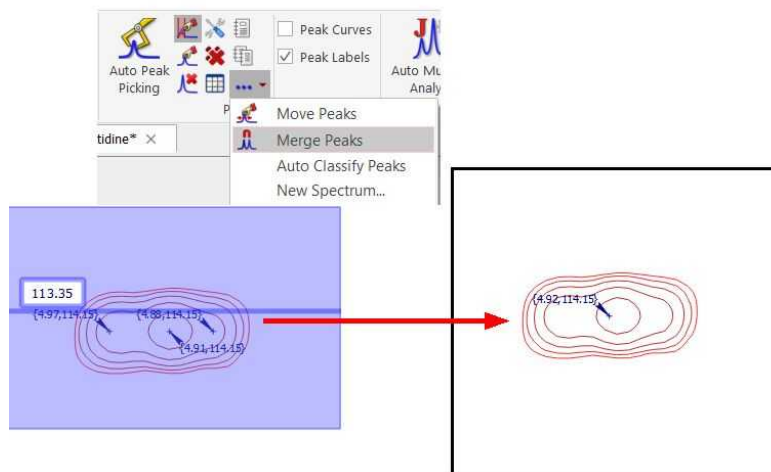 Peak Curves
Auto Peak
Picking
Peak Labels
Auto Mu
Analy
P
tidine* ×
Move Peaks
Merge Peaks
Auto Classify Peaks
New Spectrum...
113.35
{4.97,114.15}
{4.88,114.15}
{4.91,114.15}
{4.92,114.15}